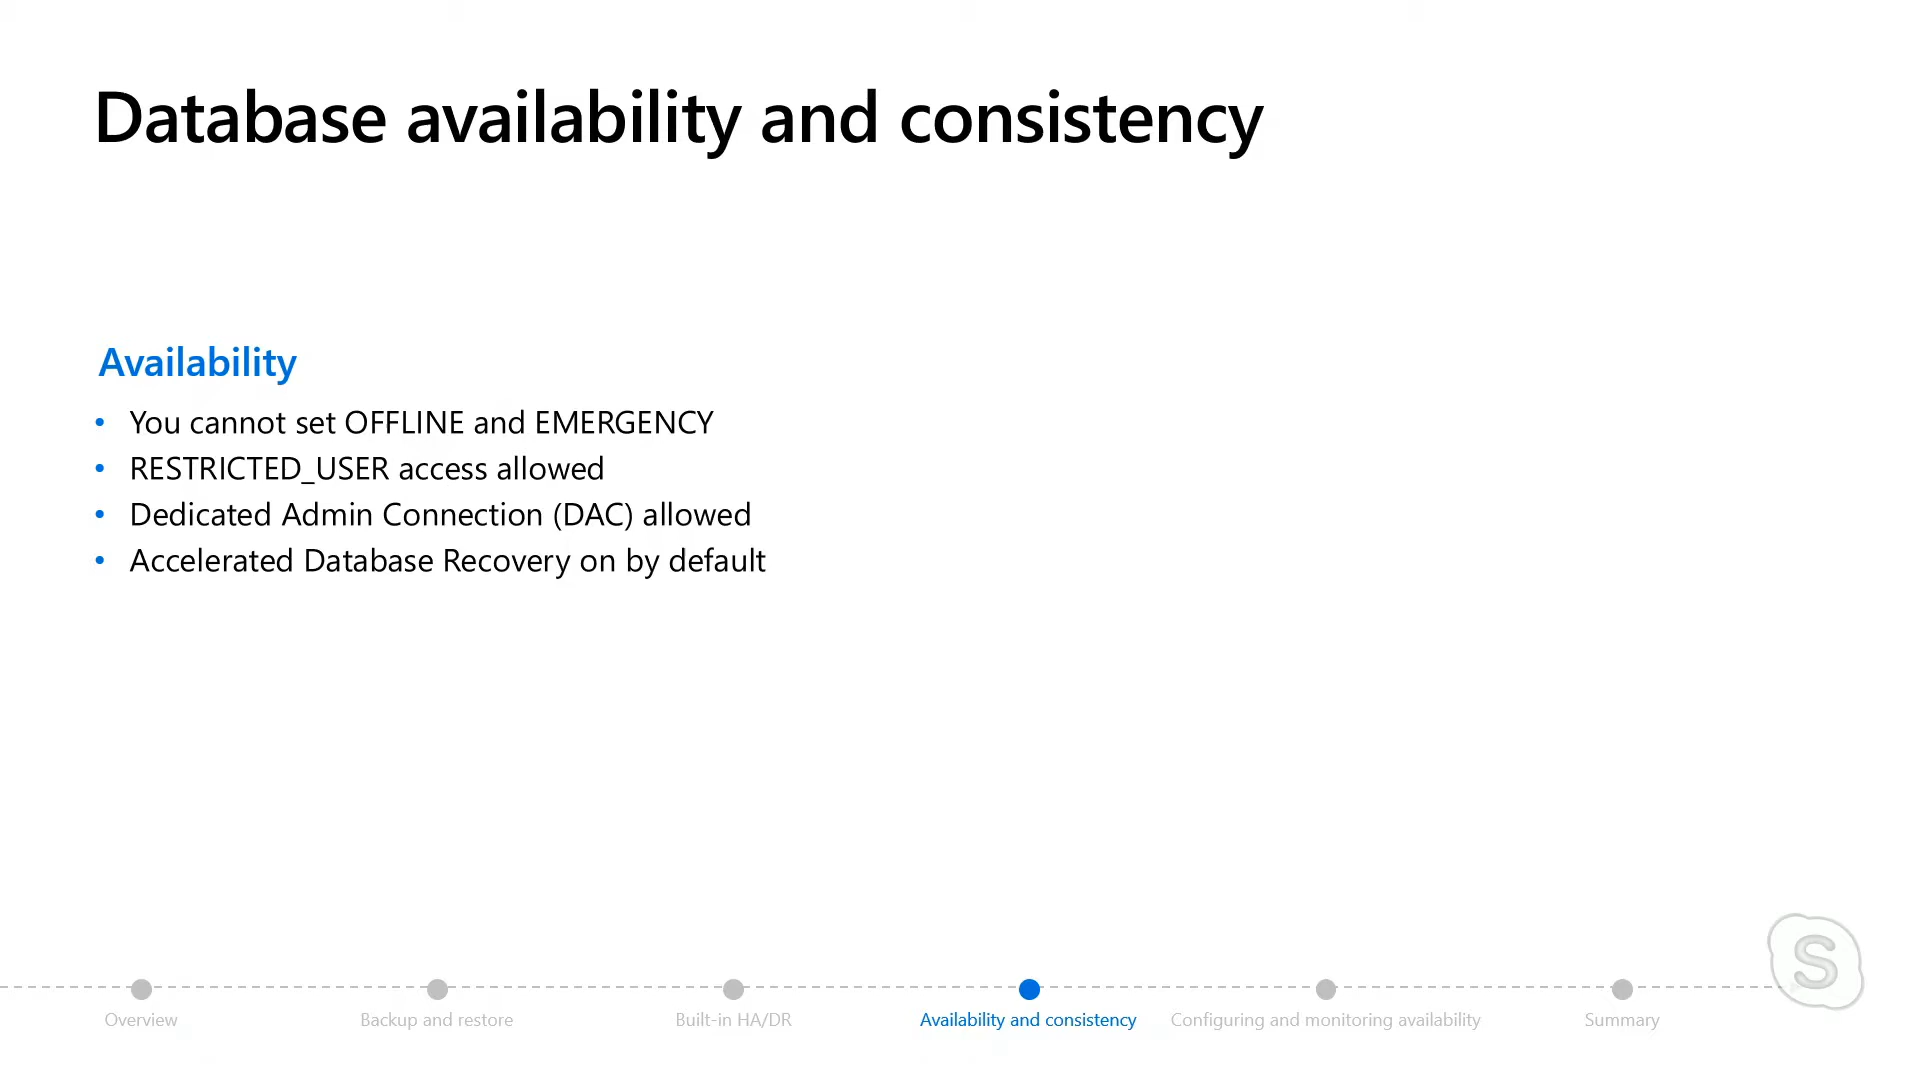 Database availability and consistency
Availability
• You cannot set OFFLINE and EMERGENCY
• RESTRICTED_USER access allowed
• Dedicated Admin Connection (DAC) allowed
• Accelerated Database Recovery on by default
S
Overview
Backup and restore
Built-in HA/DR
Availability and consistency
Configuring and monitoring availability
Summary